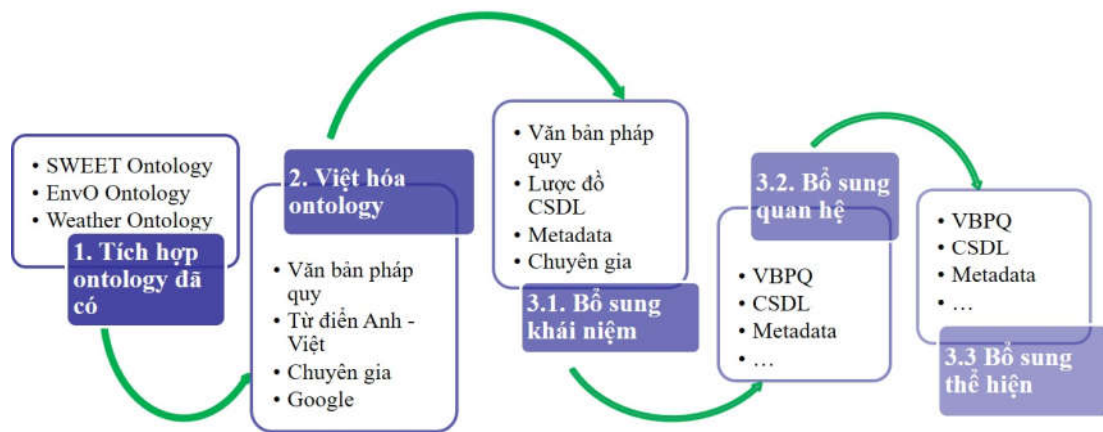 • SWEET Ontology
• EnvO Ontology
• Weather Ontology
1. Tích hợp
ontology đã
có
2. Việt hóa
ontology
• Văn bản pháp
quy
• Từ điển Anh -
Việt
• Chuyên gia
• Google
• Văn bản pháp
quy
• Lược đồ
CSDL
• Metadata
• Chuyên gia
3.1. Bổ sung
khái niệm
3.2. Bổ sung
quan hệ
• VBPQ
• CSDL
• Metadata
• …
• VBPQ
• CSDL
• Metadata
• …
3.3 Bổ sung
thể hiện